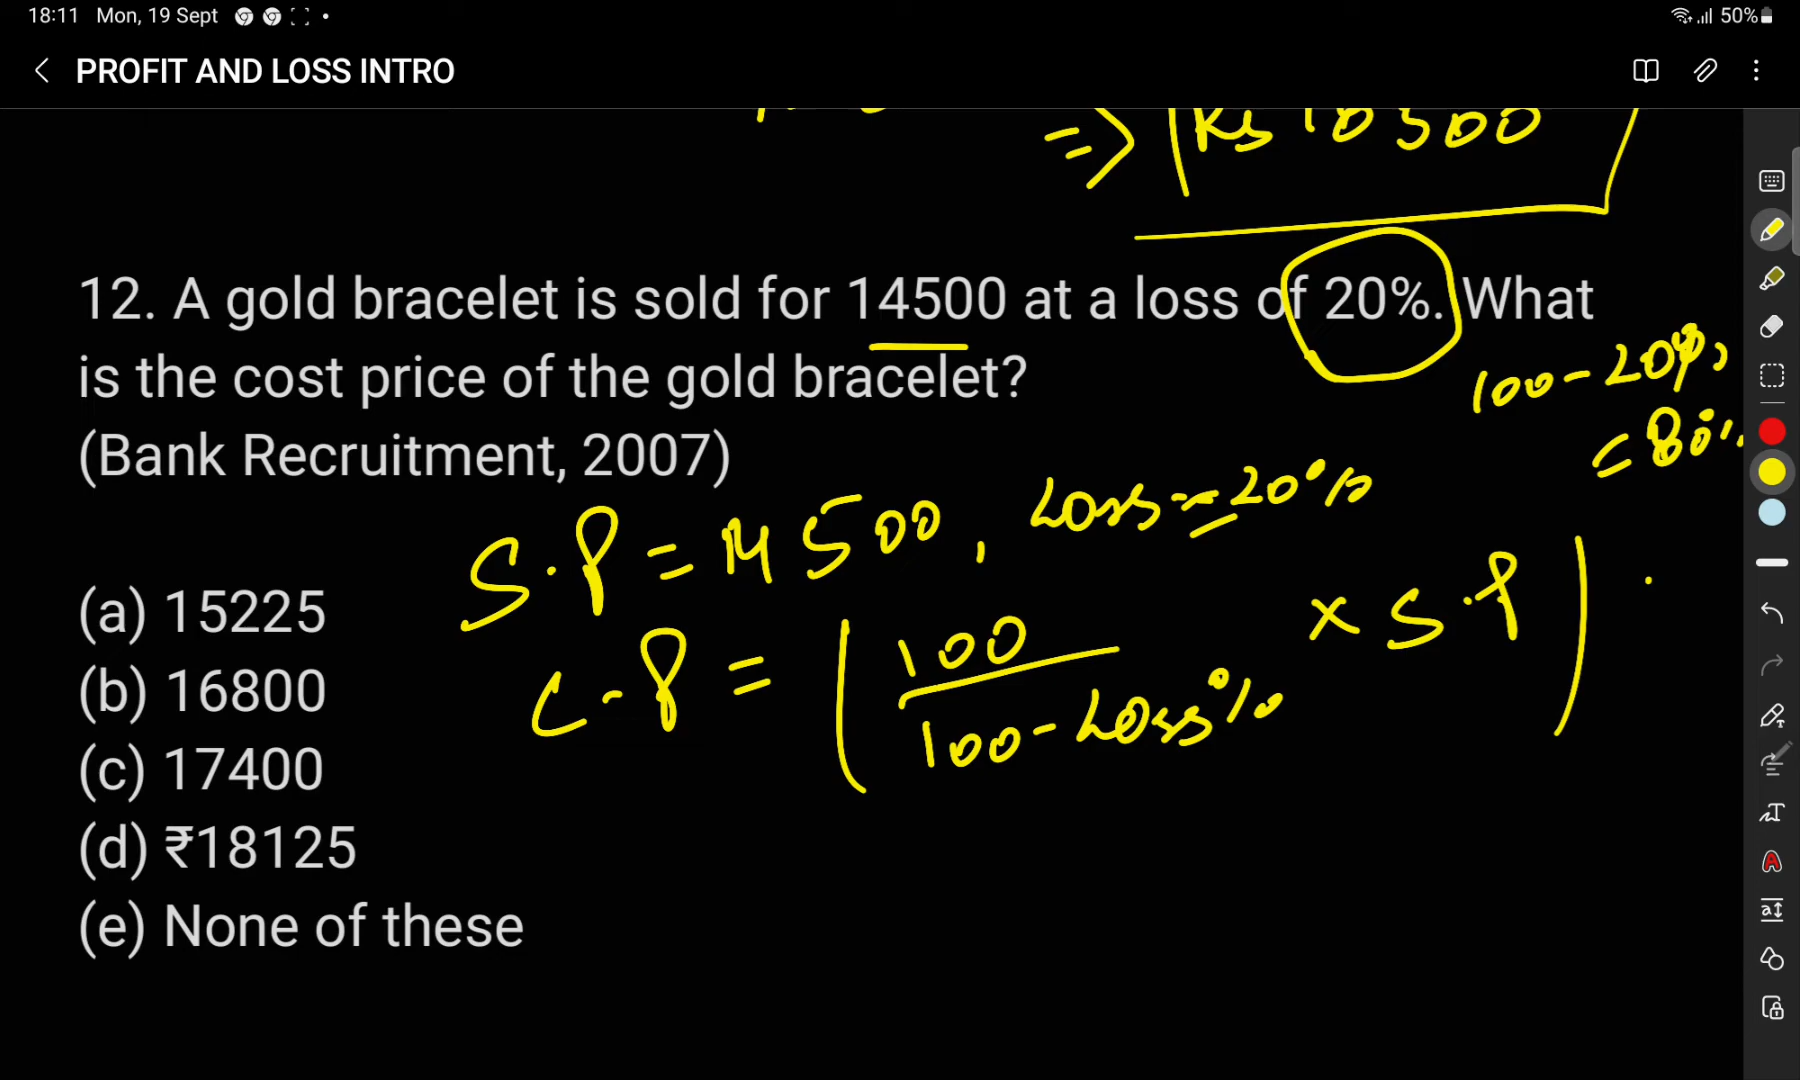 18:11 Mon, 19 Sept 50%
PROFIT AND LOSS INTRO
=> Rs 18500
12. A gold bracelet is sold for 14500 at a loss of 20%. What
is the cost price of the gold bracelet?
100-20%
=80%
(Bank Recruitment, 2007)
S.P = 14500, Loss = 20%
C.P = ( 100 / 100-Loss% × S.P )
(a) 15225
(b) 16800
(c) 17400
(d) ₹18125
(e) None of these